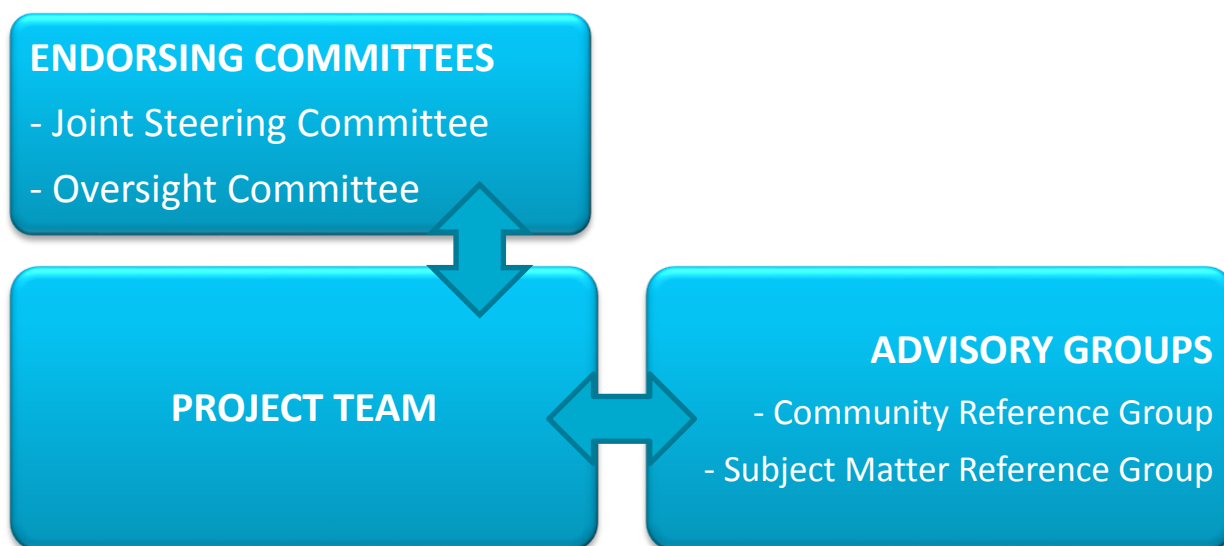 ENDORSING COMMITTEES
- Joint Steering Committee
- Oversight Committee
PROJECT TEAM
ADVISORY GROUPS
- Community Reference Group
- Subject Matter Reference Group